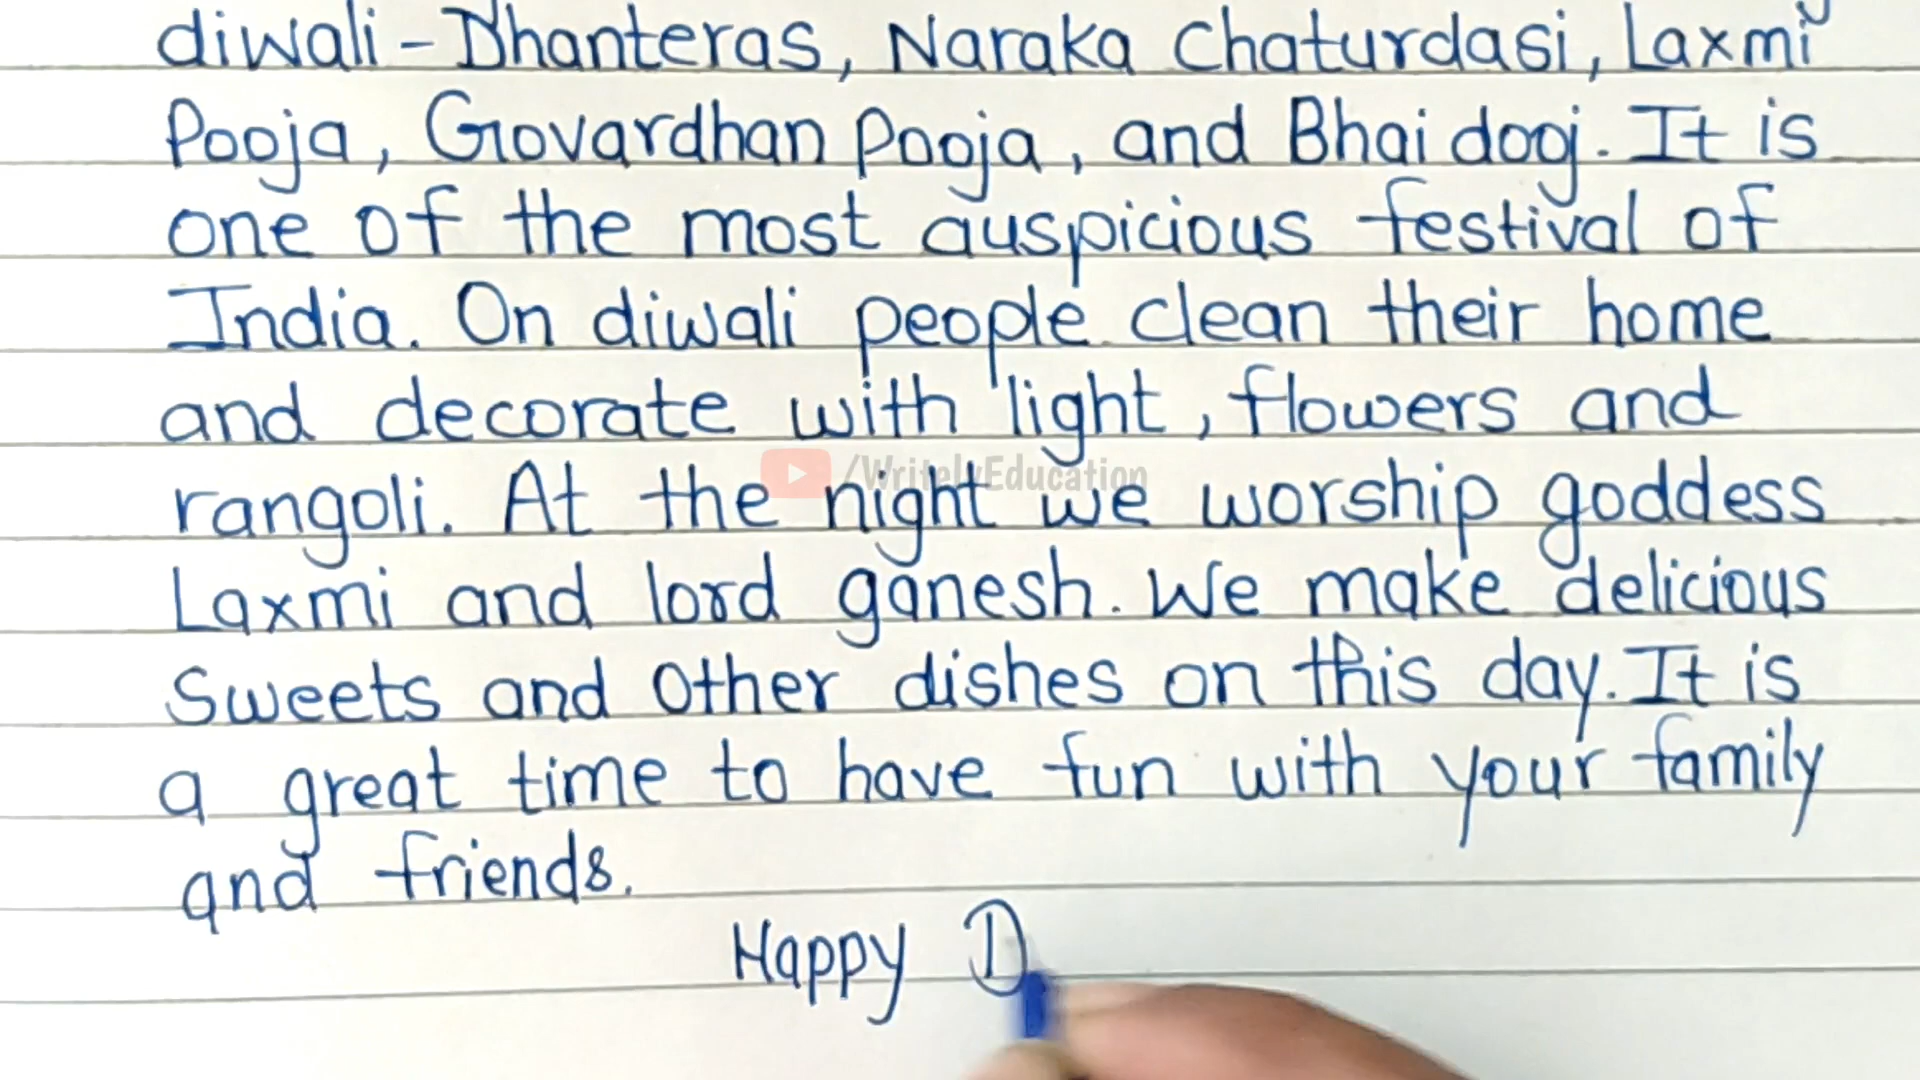 diwali - Dhanteras, Naraka Chaturdasi, Laxmi
Pooja, Govardhan Pooja, and Bhai dooj. It is
one of the most auspicious festival of
India. On diwali people clean their home
and decorate with light, flowers and
rangoli. At the night we worship goddess
/WritelyEducation
Laxmi and lord ganesh. We make delicious
Sweets and Other dishes on this day. It is
a great time to have fun with your family
and friends.
Happy D